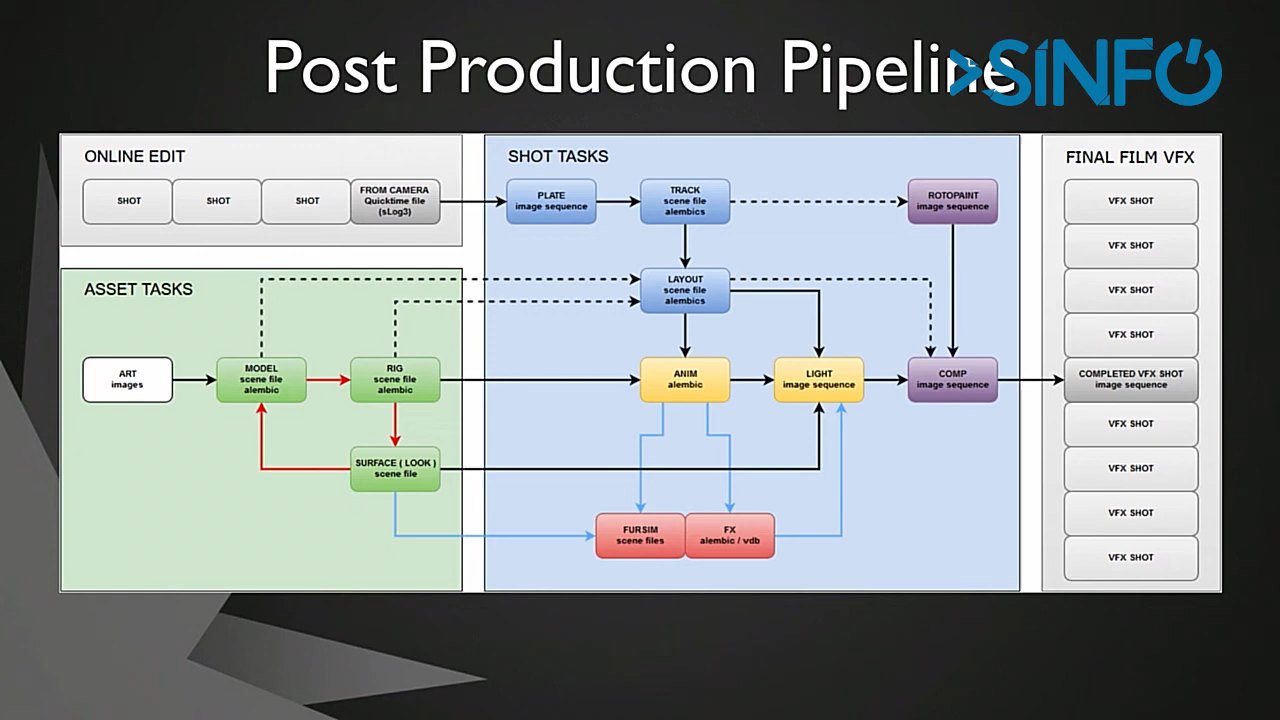 Post Production Pipeline
>SINFO
ONLINE EDIT
SHOT
SHOT
SHOT
FROM CAMERA
Quicktime file
(sLog3)
ASSET TASKS
ART
images
MODEL
scene file
alembic
RIG
scene file
alembic
SURFACE ( LOOK )
scene file
SHOT TASKS
PLATE
image sequence
TRACK
scene file
alembics
ROTOPAINT
image sequence
LAYOUT
scene file
alembics
ANIM
alembic
LIGHT
image sequence
COMP
image sequence
FURSIM
scene files
FX
alembic / vdb
FINAL FILM VFX
VFX SHOT
VFX SHOT
VFX SHOT
VFX SHOT
COMPLETED VFX SHOT
image sequence
VFX SHOT
VFX SHOT
VFX SHOT
VFX SHOT